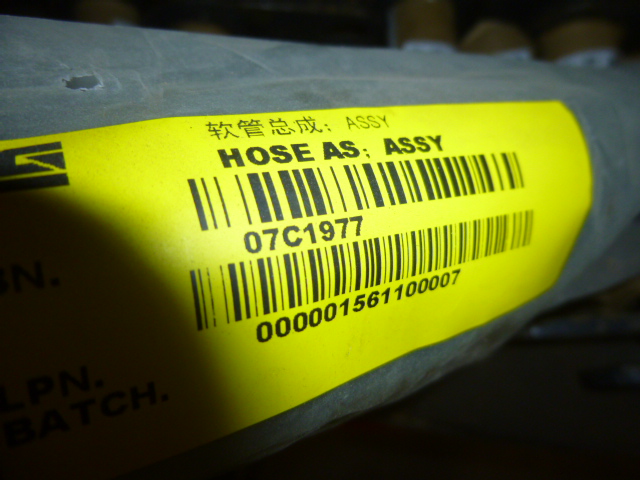 软管总成; ASSY
HOSE AS; ASSY
07C1977
000001561100007
LPN.
BATCH.